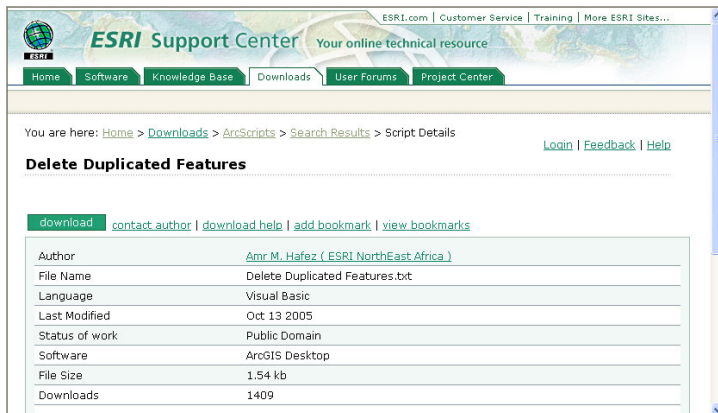 ESRI.com | Customer Service | Training | More ESRI Sites...
ESRI Support Center Your online technical resource
ESRI
Home Software Knowledge Base Downloads User Forums Project Center
You are here: Home > Downloads > ArcScripts > Search Results > Script Details
Login | Feedback | Help
Delete Duplicated Features
download contact author | download help | add bookmark | view bookmarks
Author Amr M. Hafez ( ESRI NorthEast Africa )
File Name Delete Duplicated Features.txt
Language Visual Basic
Last Modified Oct 13 2005
Status of work Public Domain
Software ArcGIS Desktop
File Size 1.54 kb
Downloads 1409